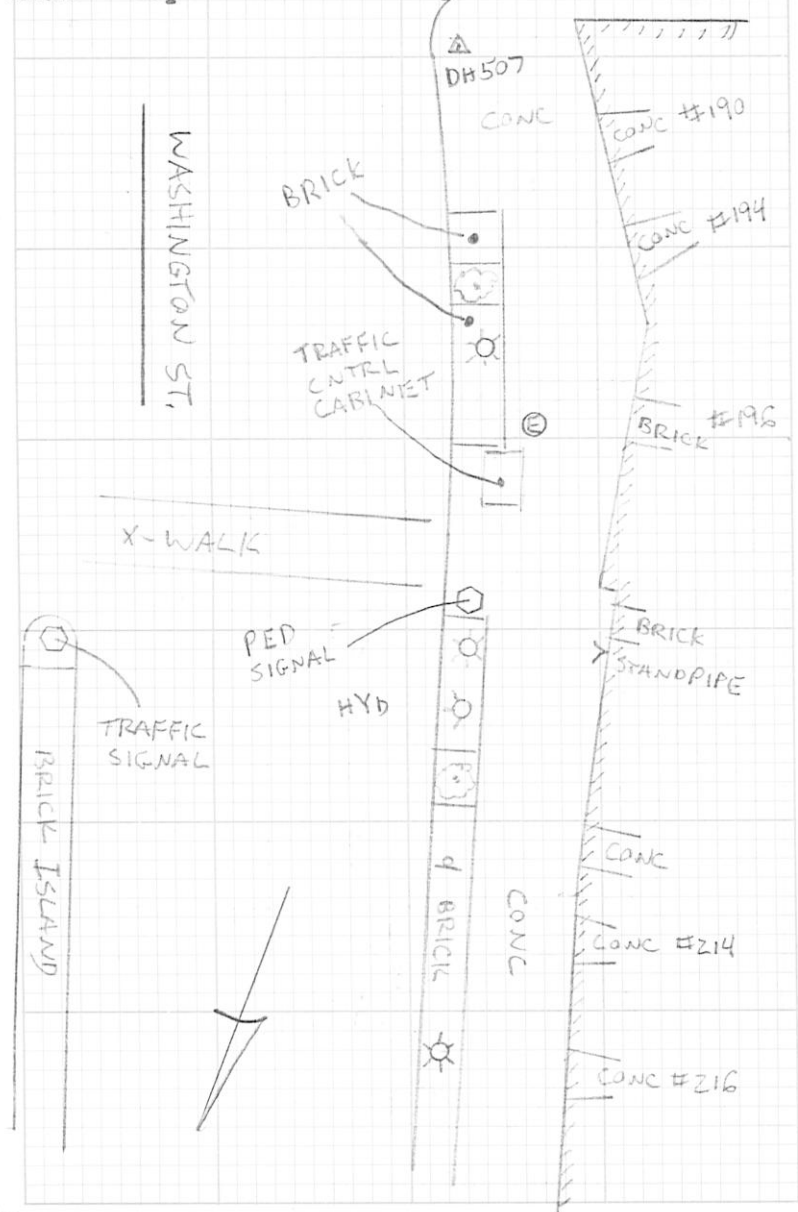 DH507
CONC
CONC #190
WASHINGTON ST.
BRICK
CONC #194
TRAFFIC
CNTRL
CABINET
E
BRICK #196
X-WALK
PED
SIGNAL
BRICK
STANDPIPE
HYD
TRAFFIC
SIGNAL
BRICK ISLAND
CONC
BRICK
CONC
CONC #214
CONC #216